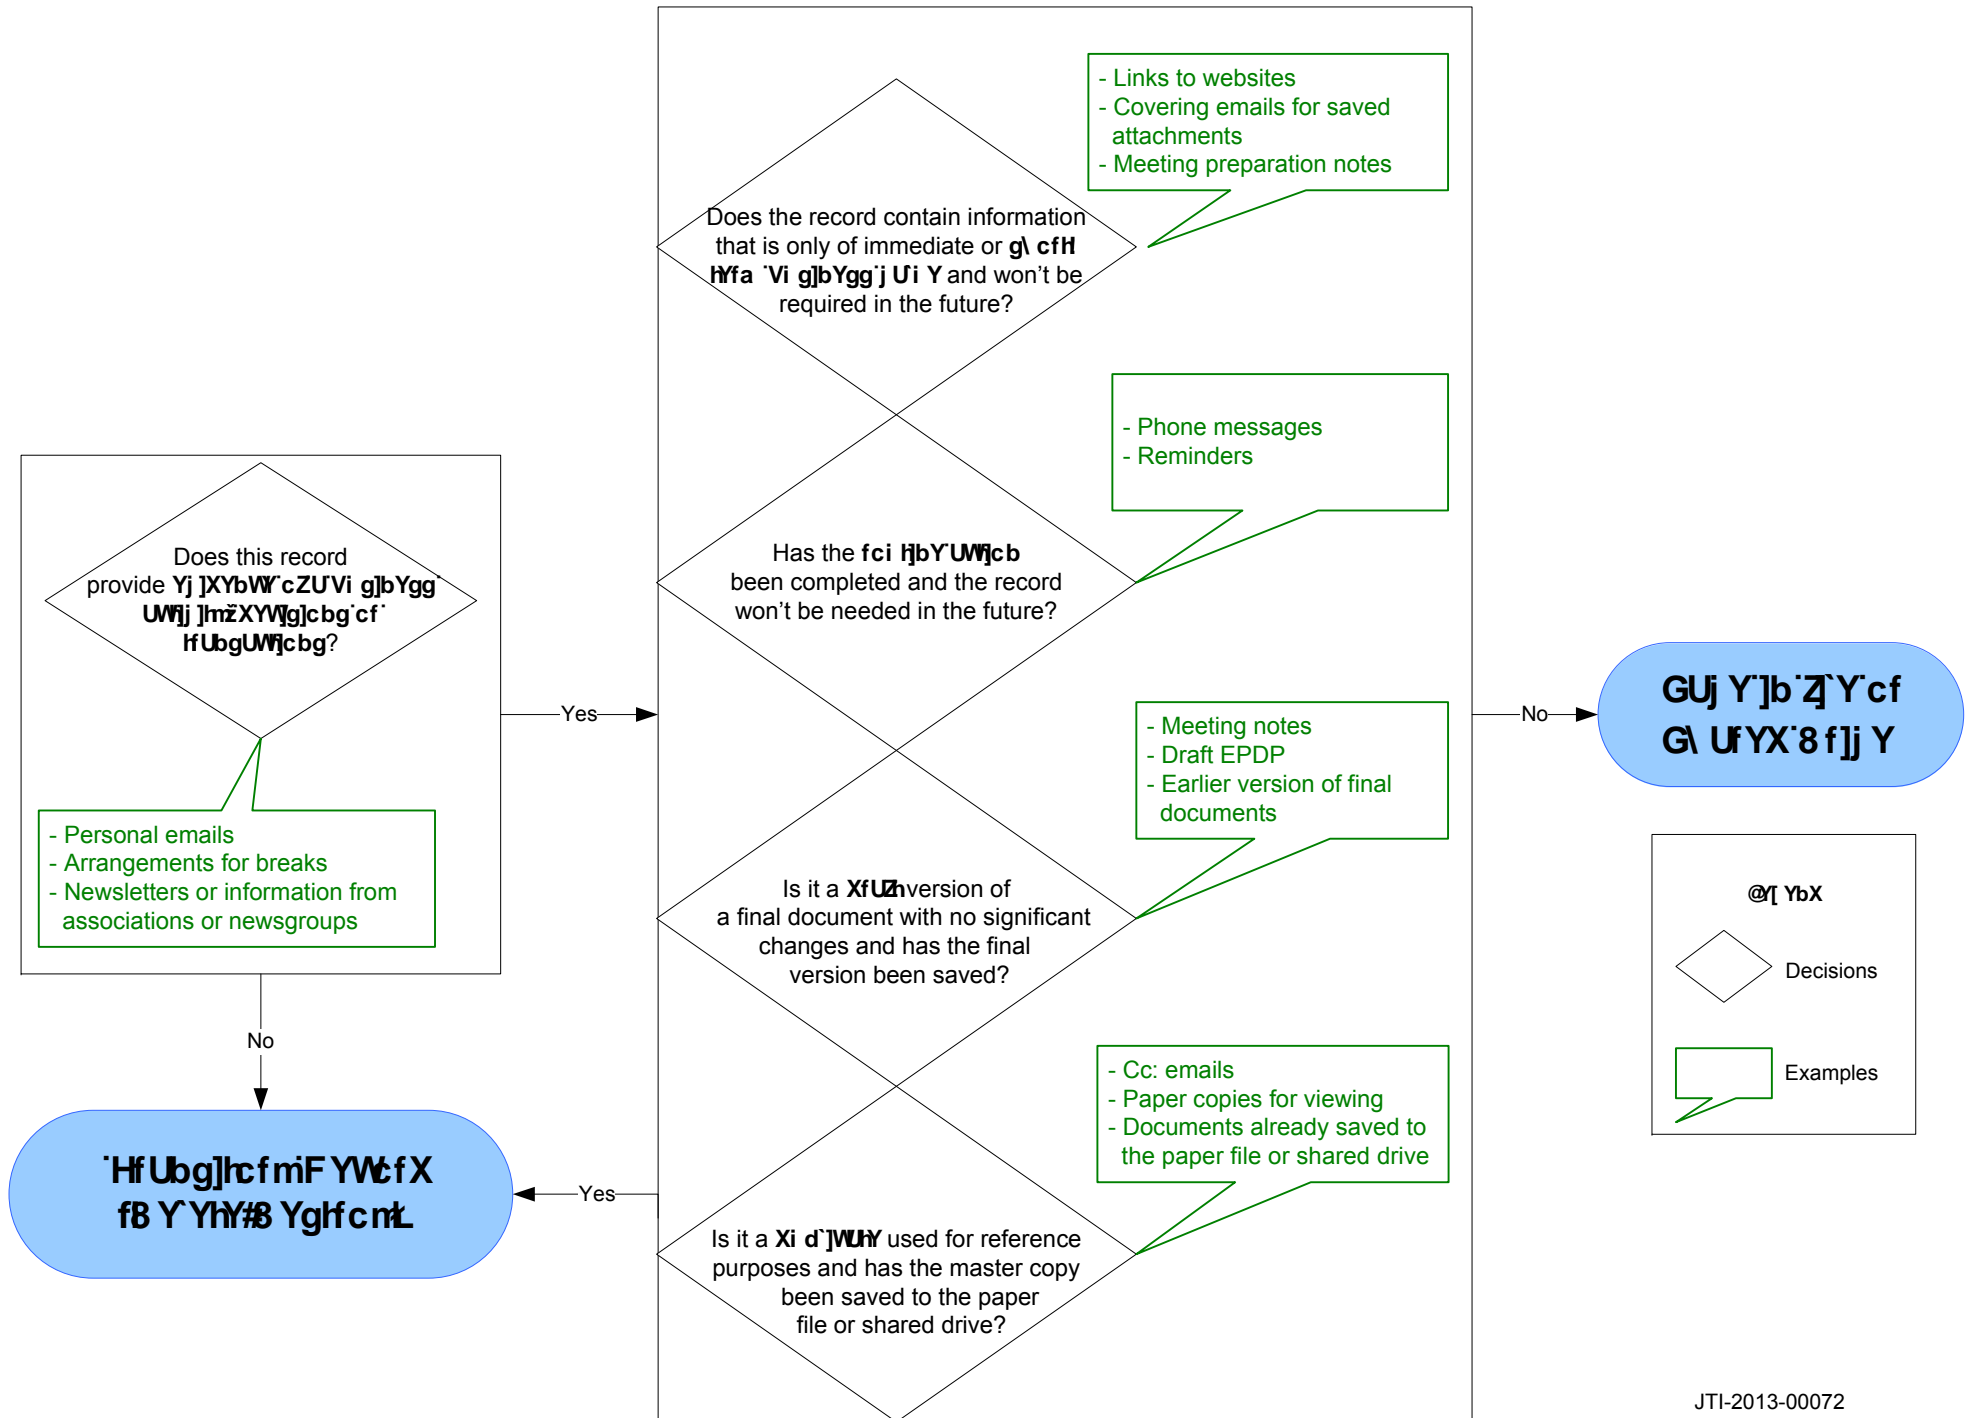 - Links to websites
- Covering emails for saved
attachments
- Meeting preparation notes
Does the record contain information
that is only of immediate or
and won't be
required in the future?
- Phone messages
- Reminders
Has the
been completed and the record
won't be needed in the future?
Does this record
provide
?
- Personal emails
- Arrangements for breaks
- Newsletters or information from
associations or newsgroups
Yes
No
- Meeting notes
- Draft EPDP
- Earlier version of final
documents
Is it a version of
a final document with no significant
changes and has the final
version been saved?
No
Decisions
Examples
- Cc: emails
- Paper copies for viewing
- Documents already saved to
the paper file or shared drive
Yes
Is it a used for reference
purposes and has the master copy
been saved to the paper
file or shared drive?
JTI-2013-00072